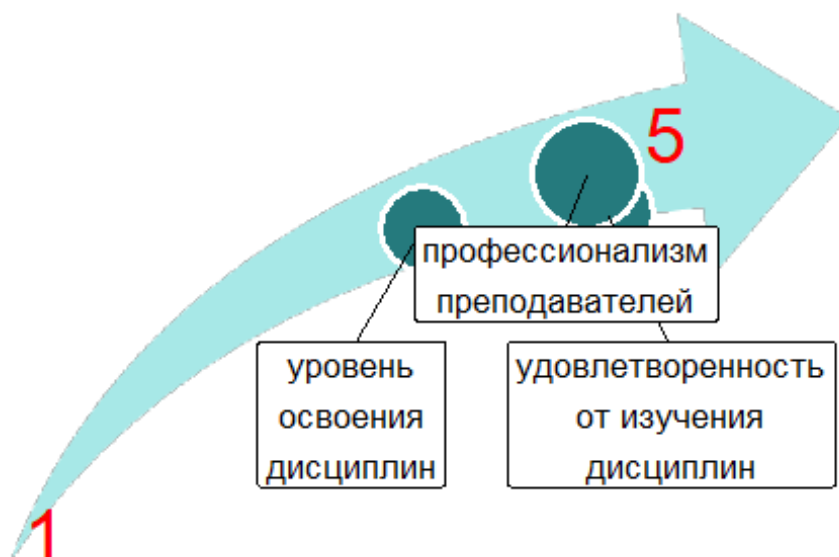 5
профессионализм
преподавателей
уровень
освоения
дисциплин
удовлетворенность
от изучения
дисциплин
1